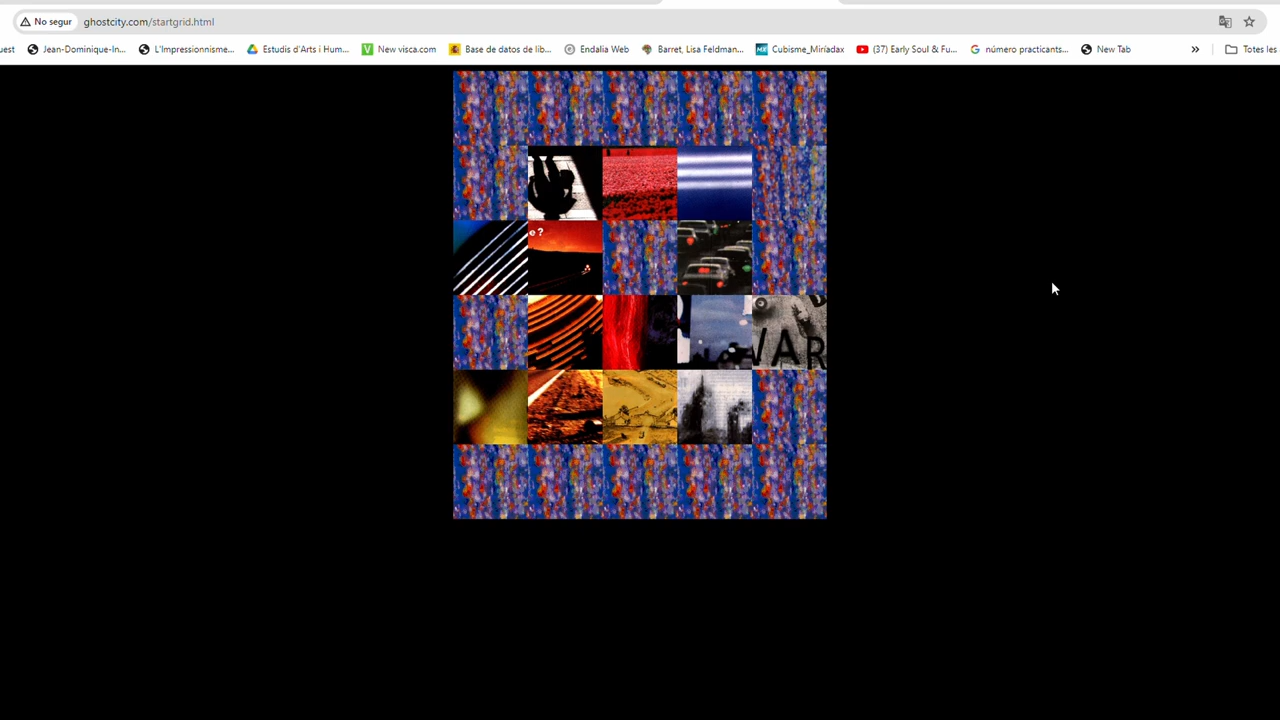 No segur
ghostcity.com/startgrid.html
uest
Jean-Dominique-In...
L'Impressionnisme...
Estudis d'Arts i Hum...
New visca.com
Base de datos de lib...
Endalia Web
Barret, Lisa Feldman...
Cubisme_Miríadax
(37) Early Soul & Fu...
número practicants...
New Tab
»
Totes les
e ?
WAR